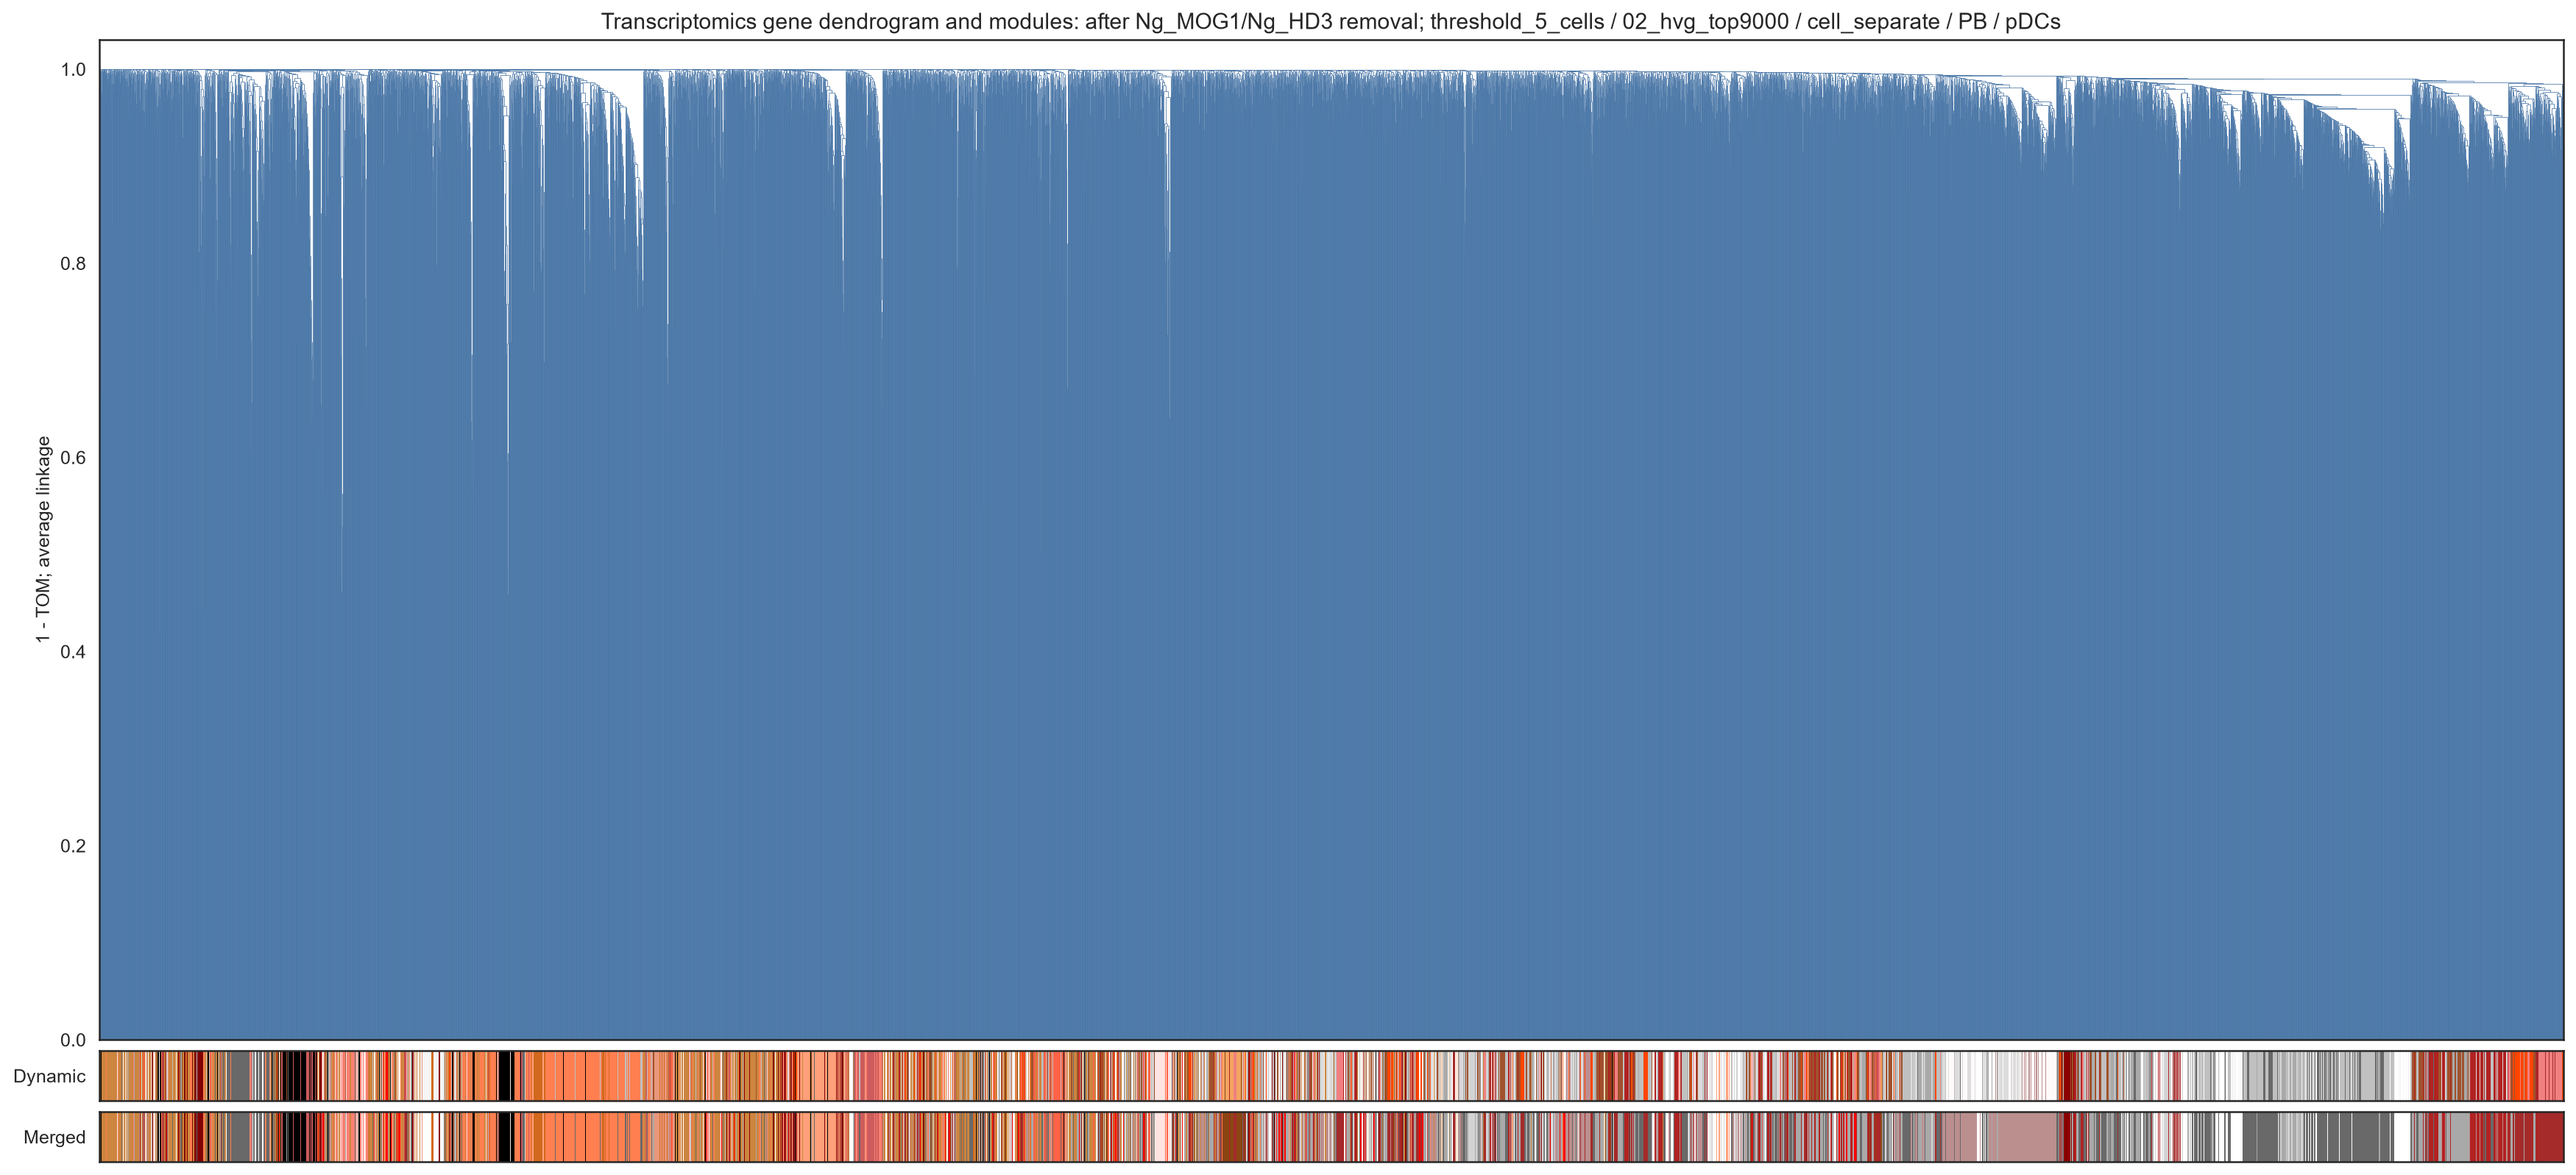 Transcriptomics gene dendrogram and modules: after Ng_MOG1/Ng_HD3 removal; threshold_5_cells / 02_hvg_top9000 / cell_separate / PB / pDCs
1.0
0.8
0.6
0.4
0.2
0.0
1 - TOM; average linkage
Dynamic
Merged